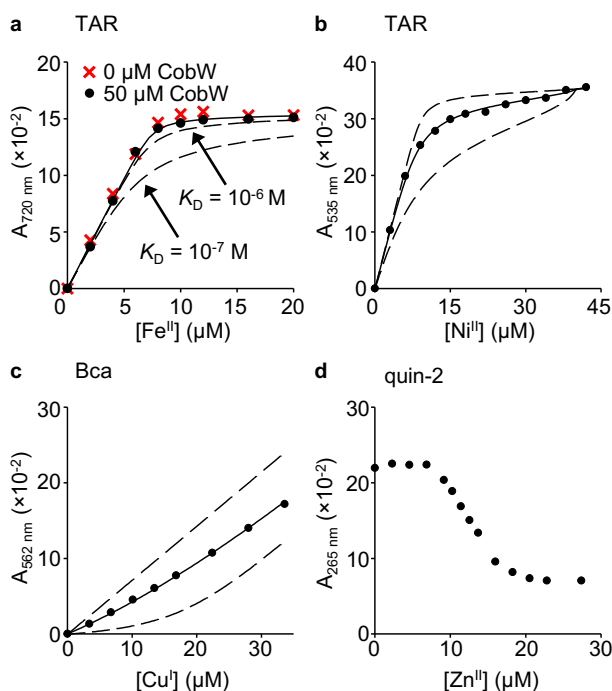 a TAR
× 0 µM CobW
● 50 µM CobW
A720 nm (×10⁻²)
20
15
10
5
0
K_D = 10⁻⁶ M
K_D = 10⁻⁷ M
0 5 10 15 20
[Feᴵᴵ] (µM)
b TAR
A535 nm (×10⁻²)
40
30
20
10
0
0 15 30 45
[Niᴵᴵ] (µM)
c Bca
A562 nm (×10⁻²)
30
20
10
0
0 10 20 30
[Cuᴵ] (µM)
d quin-2
A265 nm (×10⁻²)
30
20
10
0
0 10 20 30
[Znᴵᴵ] (µM)